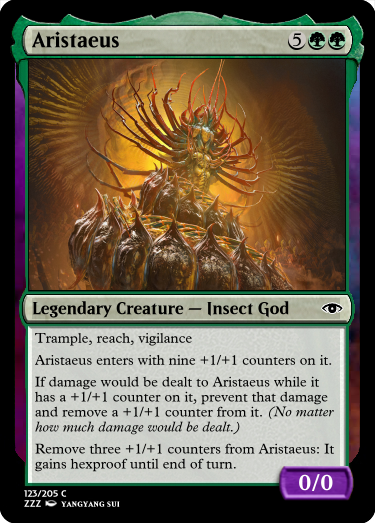 Aristaeus 5
Legendary Creature — Insect God
Trample, reach, vigilance
Aristaeus enters with nine +1/+1 counters on it.
If damage would be dealt to Aristaeus while it
has a +1/+1 counter on it, prevent that damage
and remove a +1/+1 counter from it. (No matter
how much damage would be dealt.)
Remove three +1/+1 counters from Aristaeus: It
gains hexproof until end of turn.
0/0
123/205 C
ZZZ YANGYANG SUI